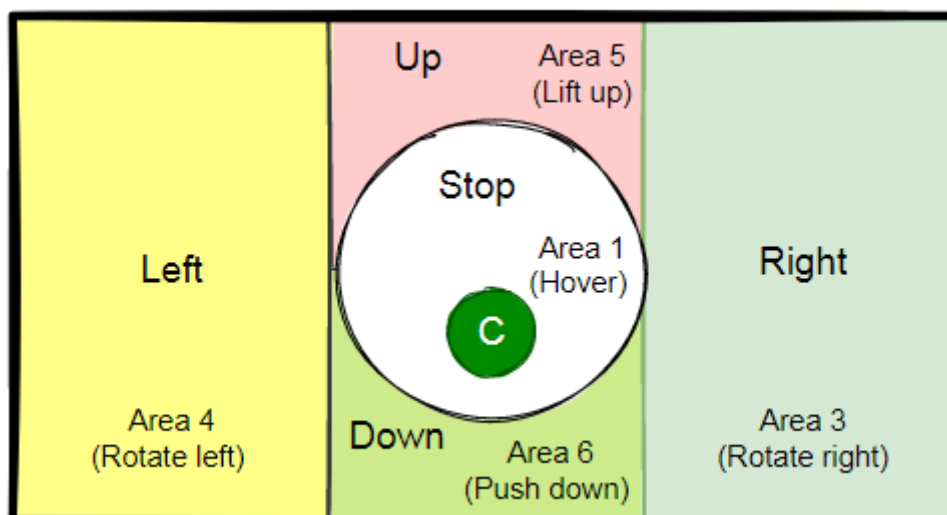 Up
Area 5
(Lift up)
Stop
Left
Area 1
(Hover)
Right
C
Area 4
(Rotate left)
Down
Area 6
(Push down)
Area 3
(Rotate right)